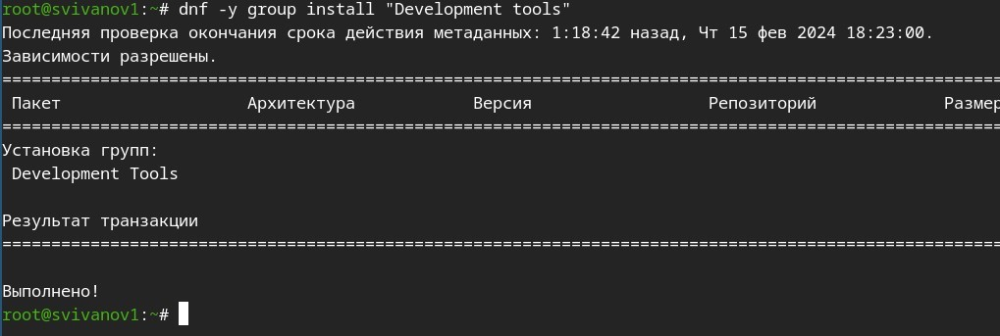 root@svivanov1:~# dnf -y group install "Development tools"
Последняя проверка окончания срока действия метаданных: 1:18:42 назад, Чт 15 фев 2024 18:23:00.
Зависимости разрешены.
================================================================================
Пакет Архитектура Версия Репозиторий Размер
================================================================================
Установка групп:
Development Tools
Результат транзакции
================================================================================
Выполнено!
root@svivanov1:~#